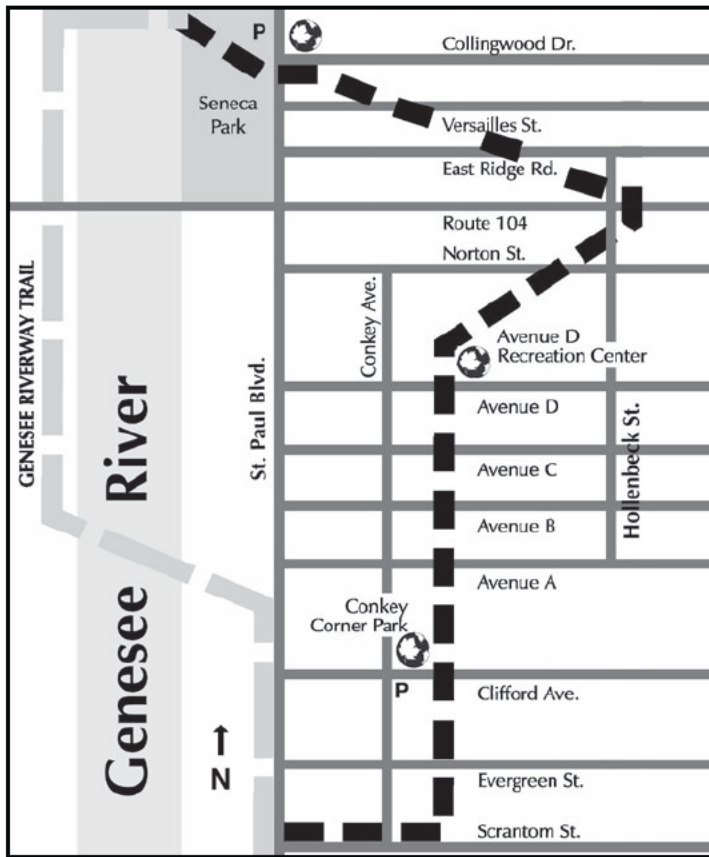 P
Collingwood Dr.
Seneca
Park
Versailles St.
East Ridge Rd.
Route 104
Norton St.
GENESEE RIVERWAY TRAIL
Genesee River
St. Paul Blvd.
Conkey Ave.
Avenue D
Recreation Center
Avenue D
Hollenbeck St.
Avenue C
Avenue B
Avenue A
Conkey
Corner Park
P
Clifford Ave.
N
Evergreen St.
Scrantom St.